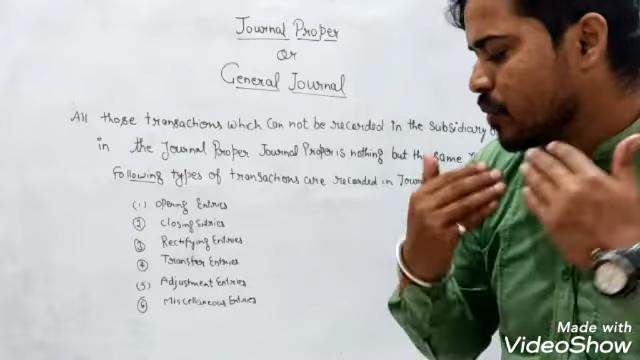 Journal Proper
or
General Journal
All those transactions which can not be recorded in the subsidiary
in the Journal Proper Journal Proper is nothing but the same
Following types of transactions are recorded in Jour
(1) Opening Entries
(2) Closing Entries
(3) Rectifying Entries
(4) Transfer Entries
(5) Adjustment Entries
(6) Miscellaneous Entries
Made with
VideoShow